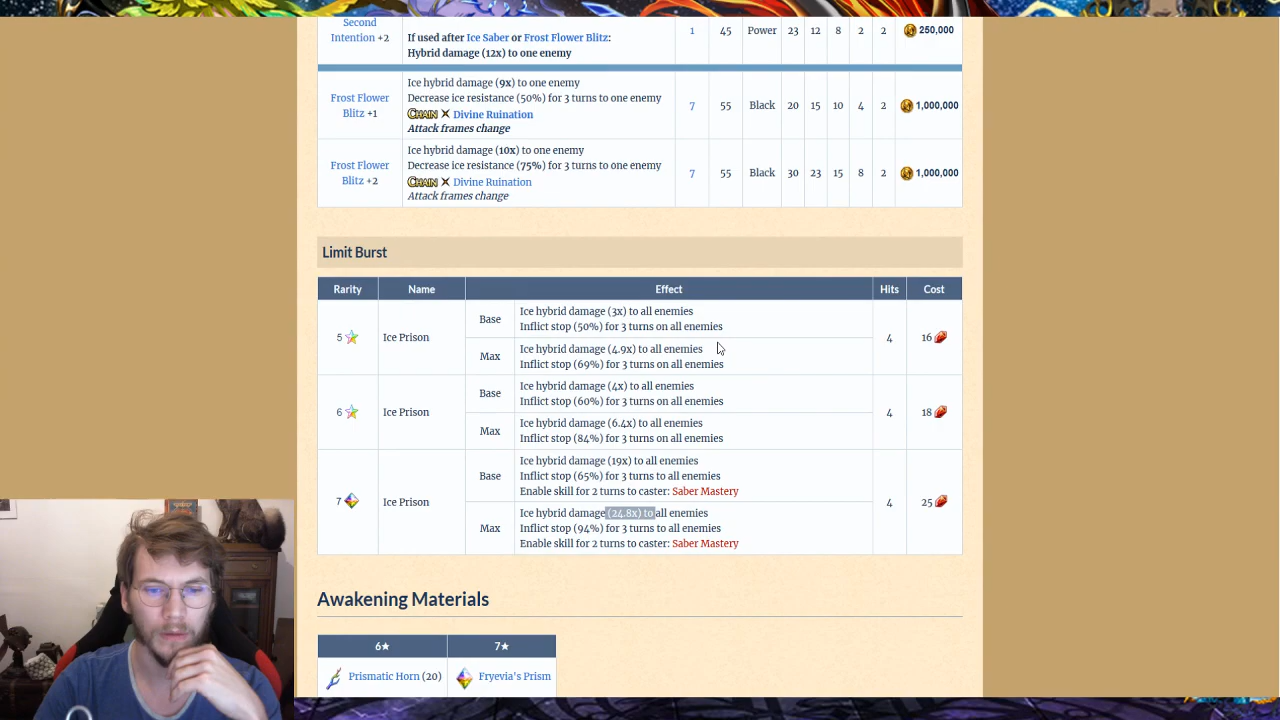 Second
Intention +2
If used after Ice Saber or Frost Flower Blitz:
Hybrid damage (12x) to one enemy
1 45 Power 23 12 8 2 2 250,000
Frost Flower
Blitz +1
Ice hybrid damage (9x) to one enemy
Decrease ice resistance (50%) for 3 turns to one enemy
CHAIN Divine Ruination
Attack frames change
7 55 Black 20 15 10 4 2 1,000,000
Frost Flower
Blitz +2
Ice hybrid damage (10x) to one enemy
Decrease ice resistance (75%) for 3 turns to one enemy
CHAIN Divine Ruination
Attack frames change
7 55 Black 30 23 15 8 2 1,000,000
Limit Burst
Rarity Name Effect Hits Cost
5 Ice Prison
Base
Ice hybrid damage (3x) to all enemies
Inflict stop (50%) for 3 turns on all enemies
Max
Ice hybrid damage (4.9x) to all enemies
Inflict stop (69%) for 3 turns on all enemies
4 16
6 Ice Prison
Base
Ice hybrid damage (4x) to all enemies
Inflict stop (60%) for 3 turns on all enemies
Max
Ice hybrid damage (6.4x) to all enemies
Inflict stop (84%) for 3 turns on all enemies
4 18
7 Ice Prison
Base
Ice hybrid damage (19x) to all enemies
Inflict stop (65%) for 3 turns to all enemies
Enable skill for 2 turns to caster: Saber Mastery
Max
Ice hybrid damage (24.8x) to all enemies
Inflict stop (94%) for 3 turns to all enemies
Enable skill for 2 turns to caster: Saber Mastery
4 25
Awakening Materials
6★ 7★
Prismatic Horn (20) Fryevia's Prism